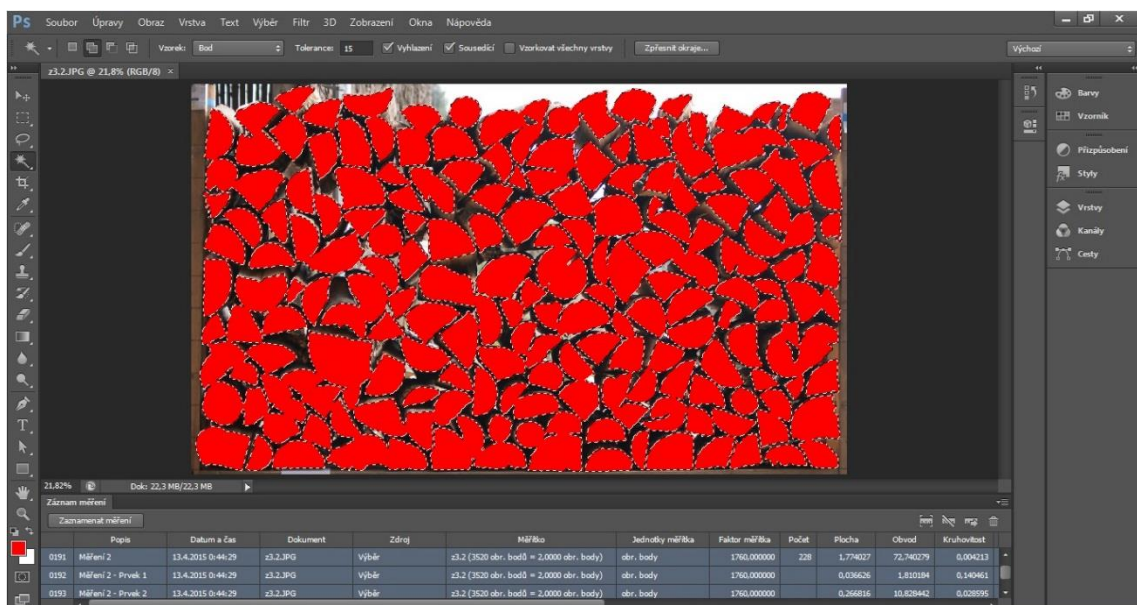 Ps Soubor Úpravy Obraz Vrstva Text Výběr Filtr 3D Zobrazení Okna Nápověda
Vzorek: Bod Tolerance: 15 Vyhlazení Sousedící Vzorkovat všechny vrstvy Zpřesnit okraje... Výchozí
z3.2.JPG @ 21,8% (RGB/8) ×
Barvy
Vzorník
Přizpůsobení
Styly
Vrstvy
Kanály
Cesty
21,82% Dok: 22,3 MB/22,3 MB
Záznam měření
Zaznamenat měření
Popis Datum a čas Dokument Zdroj Měřítko Jednotky měřítka Faktor měřítka Počet Plocha Obvod Kruhovitost
0191 Měření 2 13.4.2015 0:44:29 z3.2.JPG Výběr z3.2 (3520 obr. bodů = 2,0000 obr. body) obr. body 1760,000000 228 1,774027 72,740279 0,004213
0192 Měření 2 - Prvek 1 13.4.2015 0:44:29 z3.2.JPG Výběr z3.2 (3520 obr. bodů = 2,0000 obr. body) obr. body 1760,000000 0,036626 1,810184 0,140461
0193 Měření 2 - Prvek 2 13.4.2015 0:44:29 z3.2.JPG Výběr z3.2 (3520 obr. bodů = 2,0000 obr. body) obr. body 1760,000000 0,266816 10,828442 0,028595